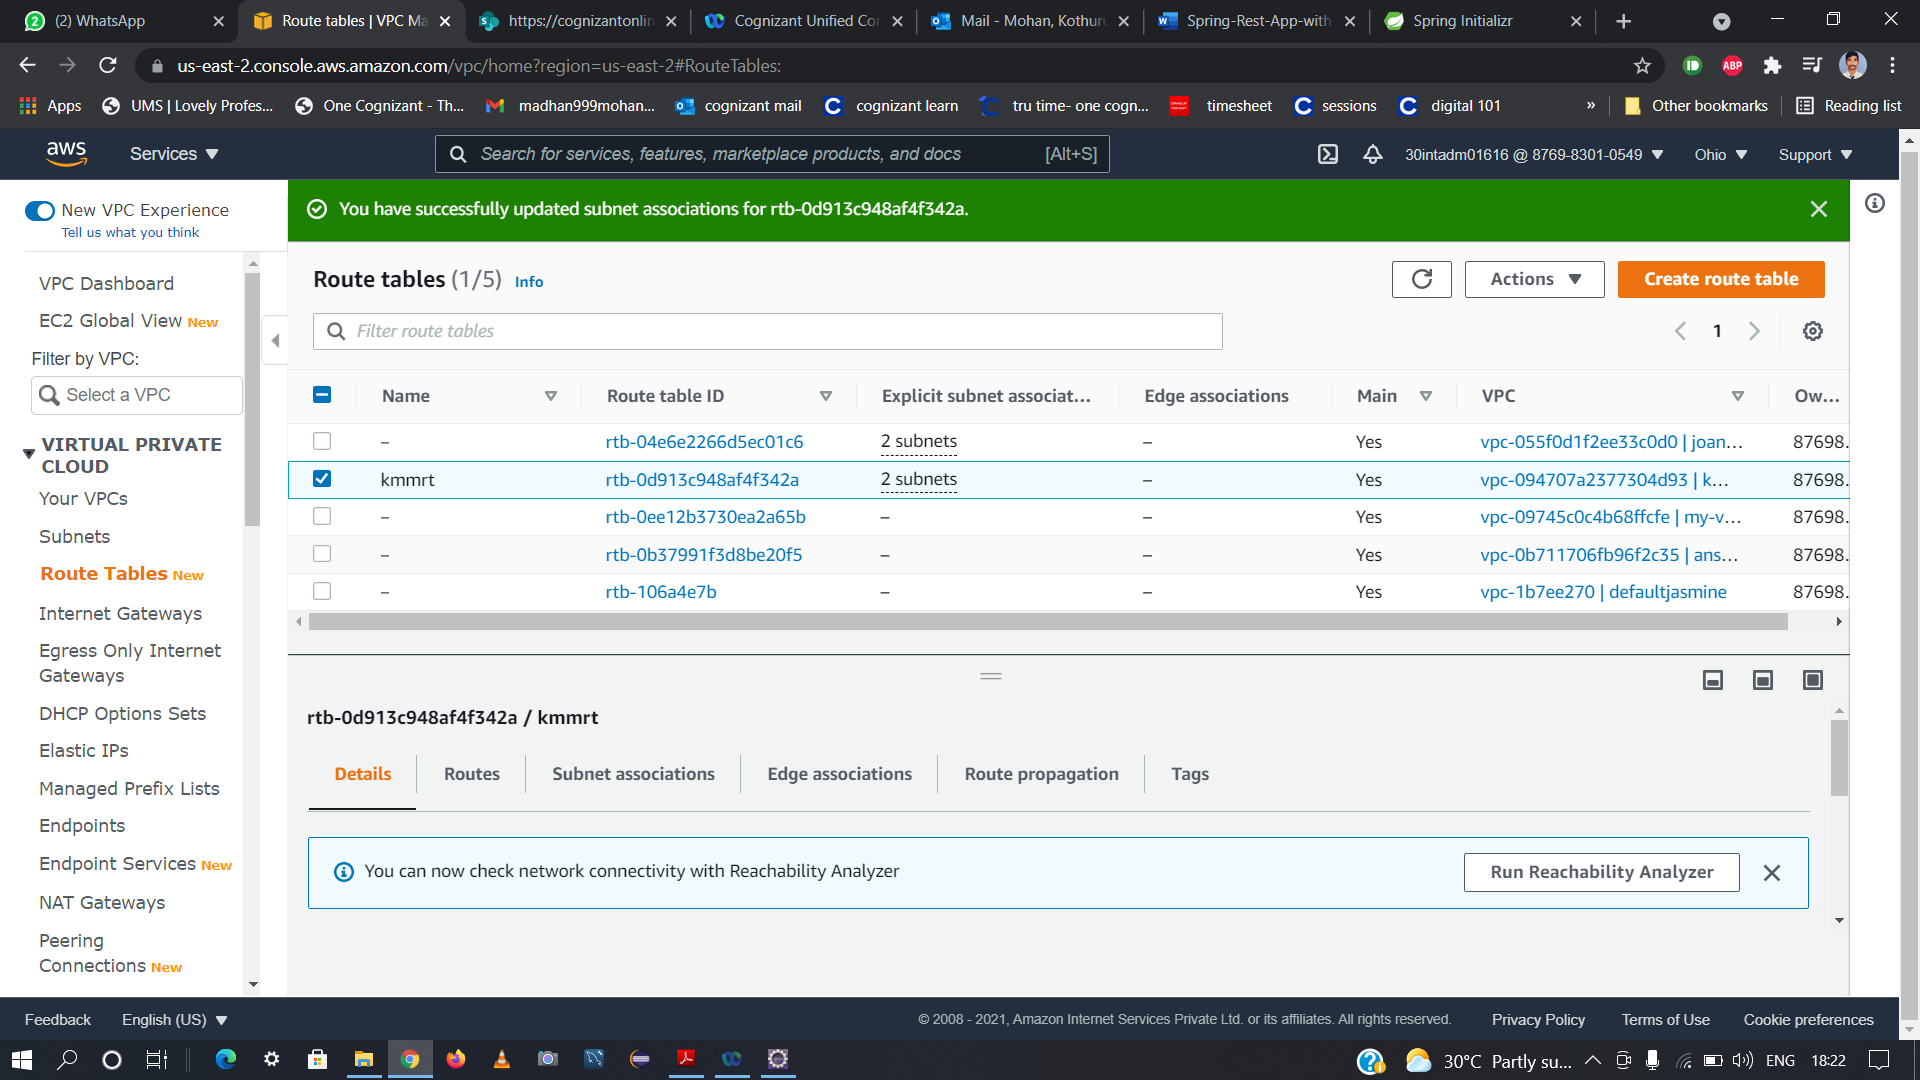 (2) WhatsApp
Route tables | VPC Ma
https://cognizantonlin
Cognizant Unified Cor
Mail - Mohan, Kothuru
Spring-Rest-App-with
Spring Initializr
us-east-2.console.aws.amazon.com/vpc/home?region=us-east-2#RouteTables:
ABP
Apps
UMS | Lovely Profes...
One Cognizant - Th...
madhan999mohan...
cognizant mail
cognizant learn
tru time- one cogn...
timesheet
sessions
digital 101
»
Other bookmarks
Reading list
aws
Services
Search for services, features, marketplace products, and docs
[Alt+S]
30intadm01616 @ 8769-8301-0549
Ohio
Support
New VPC Experience
Tell us what you think
You have successfully updated subnet associations for rtb-0d913c948af4f342a.
VPC Dashboard
EC2 Global View New
Filter by VPC:
Select a VPC
VIRTUAL PRIVATE
CLOUD
Your VPCs
Subnets
Route Tables New
Internet Gateways
Egress Only Internet
Gateways
DHCP Options Sets
Elastic IPs
Managed Prefix Lists
Endpoints
Endpoint Services New
NAT Gateways
Peering
Connections New
Route tables (1/5) Info
Actions
Create route table
Filter route tables
1
Name Route table ID Explicit subnet associat... Edge associations Main VPC Ow...
– rtb-04e6e2266d5ec01c6 2 subnets – Yes vpc-055f0d1f2ee33c0d0 | joan... 87698.
kmmrt rtb-0d913c948af4f342a 2 subnets – Yes vpc-094707a2377304d93 | k... 87698.
– rtb-0ee12b3730ea2a65b – – Yes vpc-09745c0c4b68ffcfe | my-v... 87698.
– rtb-0b37991f3d8be20f5 – – Yes vpc-0b711706fb96f2c35 | ans... 87698.
– rtb-106a4e7b – – Yes vpc-1b7ee270 | defaultjasmine 87698.
rtb-0d913c948af4f342a / kmmrt
Details Routes Subnet associations Edge associations Route propagation Tags
You can now check network connectivity with Reachability Analyzer
Run Reachability Analyzer
Feedback
English (US)
© 2008 - 2021, Amazon Internet Services Private Ltd. or its affiliates. All rights reserved.
Privacy Policy
Terms of Use
Cookie preferences
30°C Partly su...
ENG
18:22